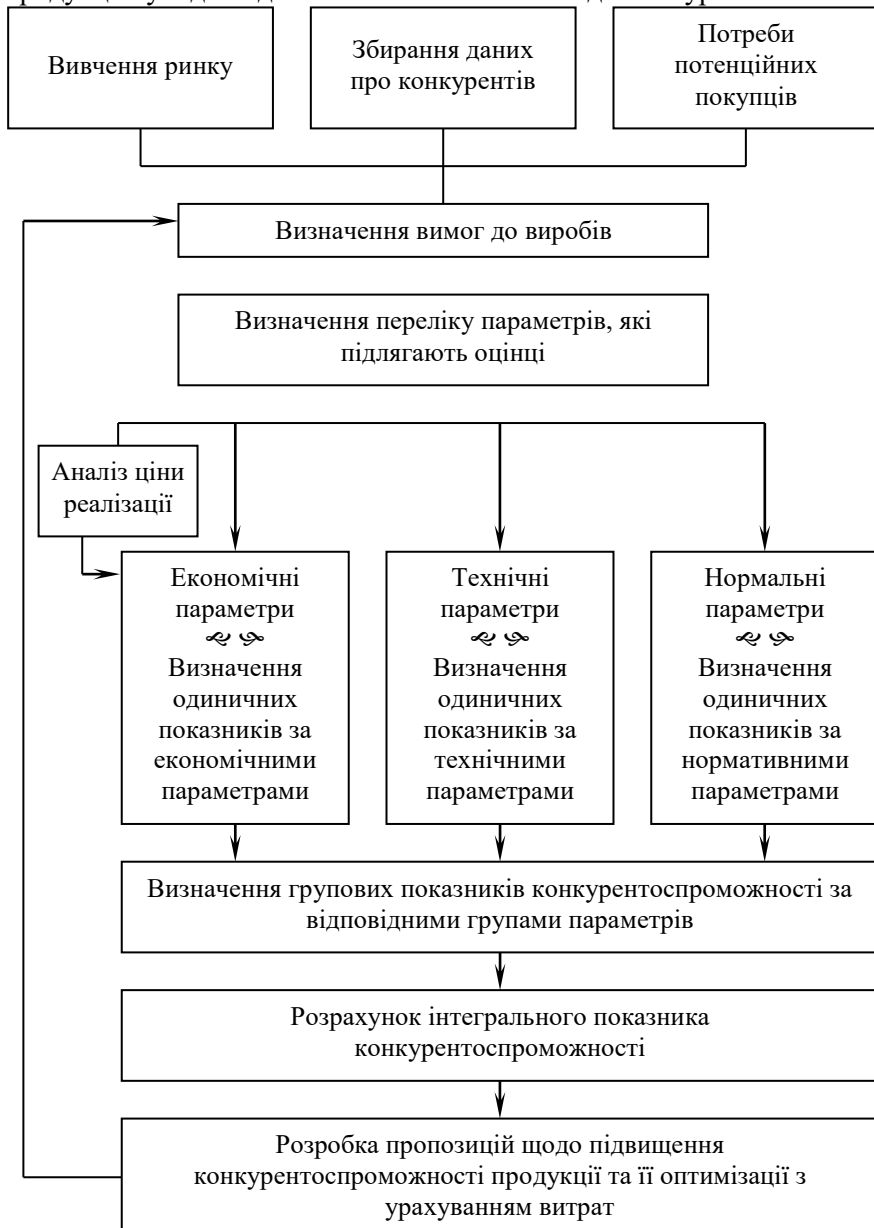 Вивчення ринку
Збирання даних
про конкурентів
Потреби
потенційних
покупців
Визначення вимог до виробів
Визначення переліку параметрів, які
підлягають оцінці
Аналіз ціни
реалізації
Економічні
параметри
Визначення
одиничних
показників за
економічними
параметрами
Технічні
параметри
Визначення
одиничних
показників за
технічними
параметрами
Нормальні
параметри
Визначення
одиничних
показників за
нормативними
параметрами
Визначення групових показників конкурентоспроможності за
відповідними групами параметрів
Розрахунок інтегрального показника
конкурентоспроможності
Розробка пропозицій щодо підвищення
конкурентоспроможності продукції та її оптимізації з
урахуванням витрат